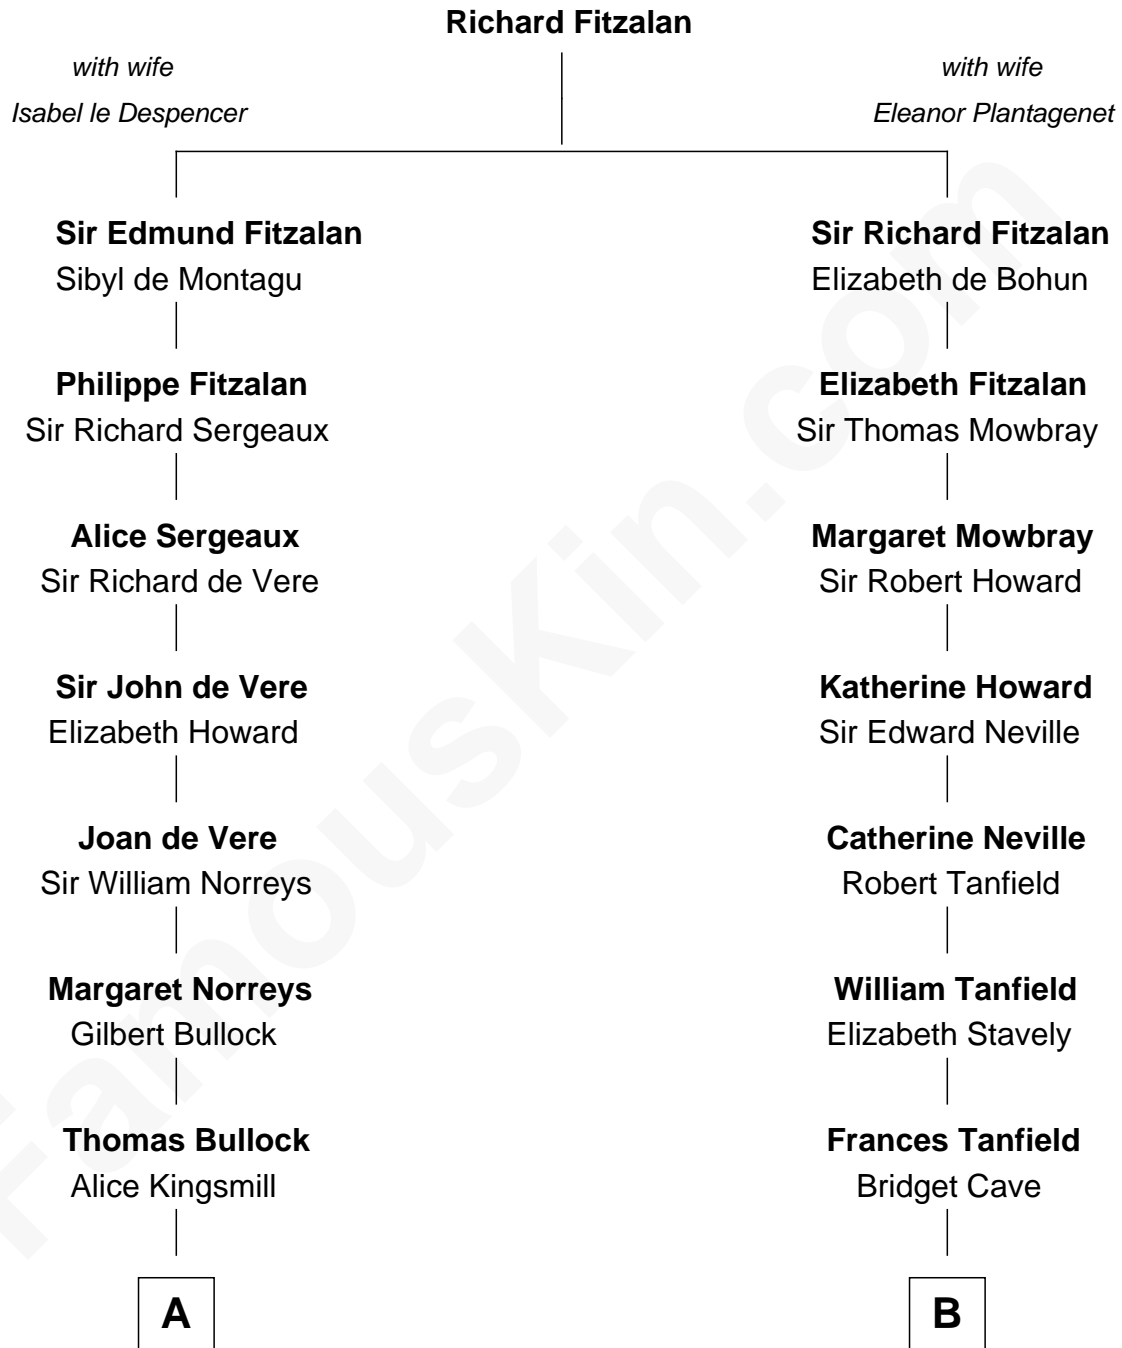 Richard Fitzalan
with wife
Isabel le Despencer
with wife
Eleanor Plantagenet
Sir Edmund Fitzalan
Sibyl de Montagu
Philippe Fitzalan
Sir Richard Sergeaux
Alice Sergeaux
Sir Richard de Vere
Sir John de Vere
Elizabeth Howard
Joan de Vere
Sir William Norreys
Margaret Norreys
Gilbert Bullock
Thomas Bullock
Alice Kingsmill
A
Sir Richard Fitzalan
Elizabeth de Bohun
Elizabeth Fitzalan
Sir Thomas Mowbray
Margaret Mowbray
Sir Robert Howard
Katherine Howard
Sir Edward Neville
Catherine Neville
Robert Tanfield
William Tanfield
Elizabeth Stavely
Frances Tanfield
Bridget Cave
B
FamousKin.com